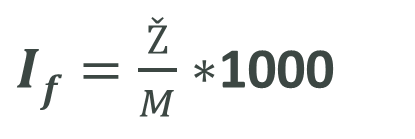 I_f = Ž/M *1000